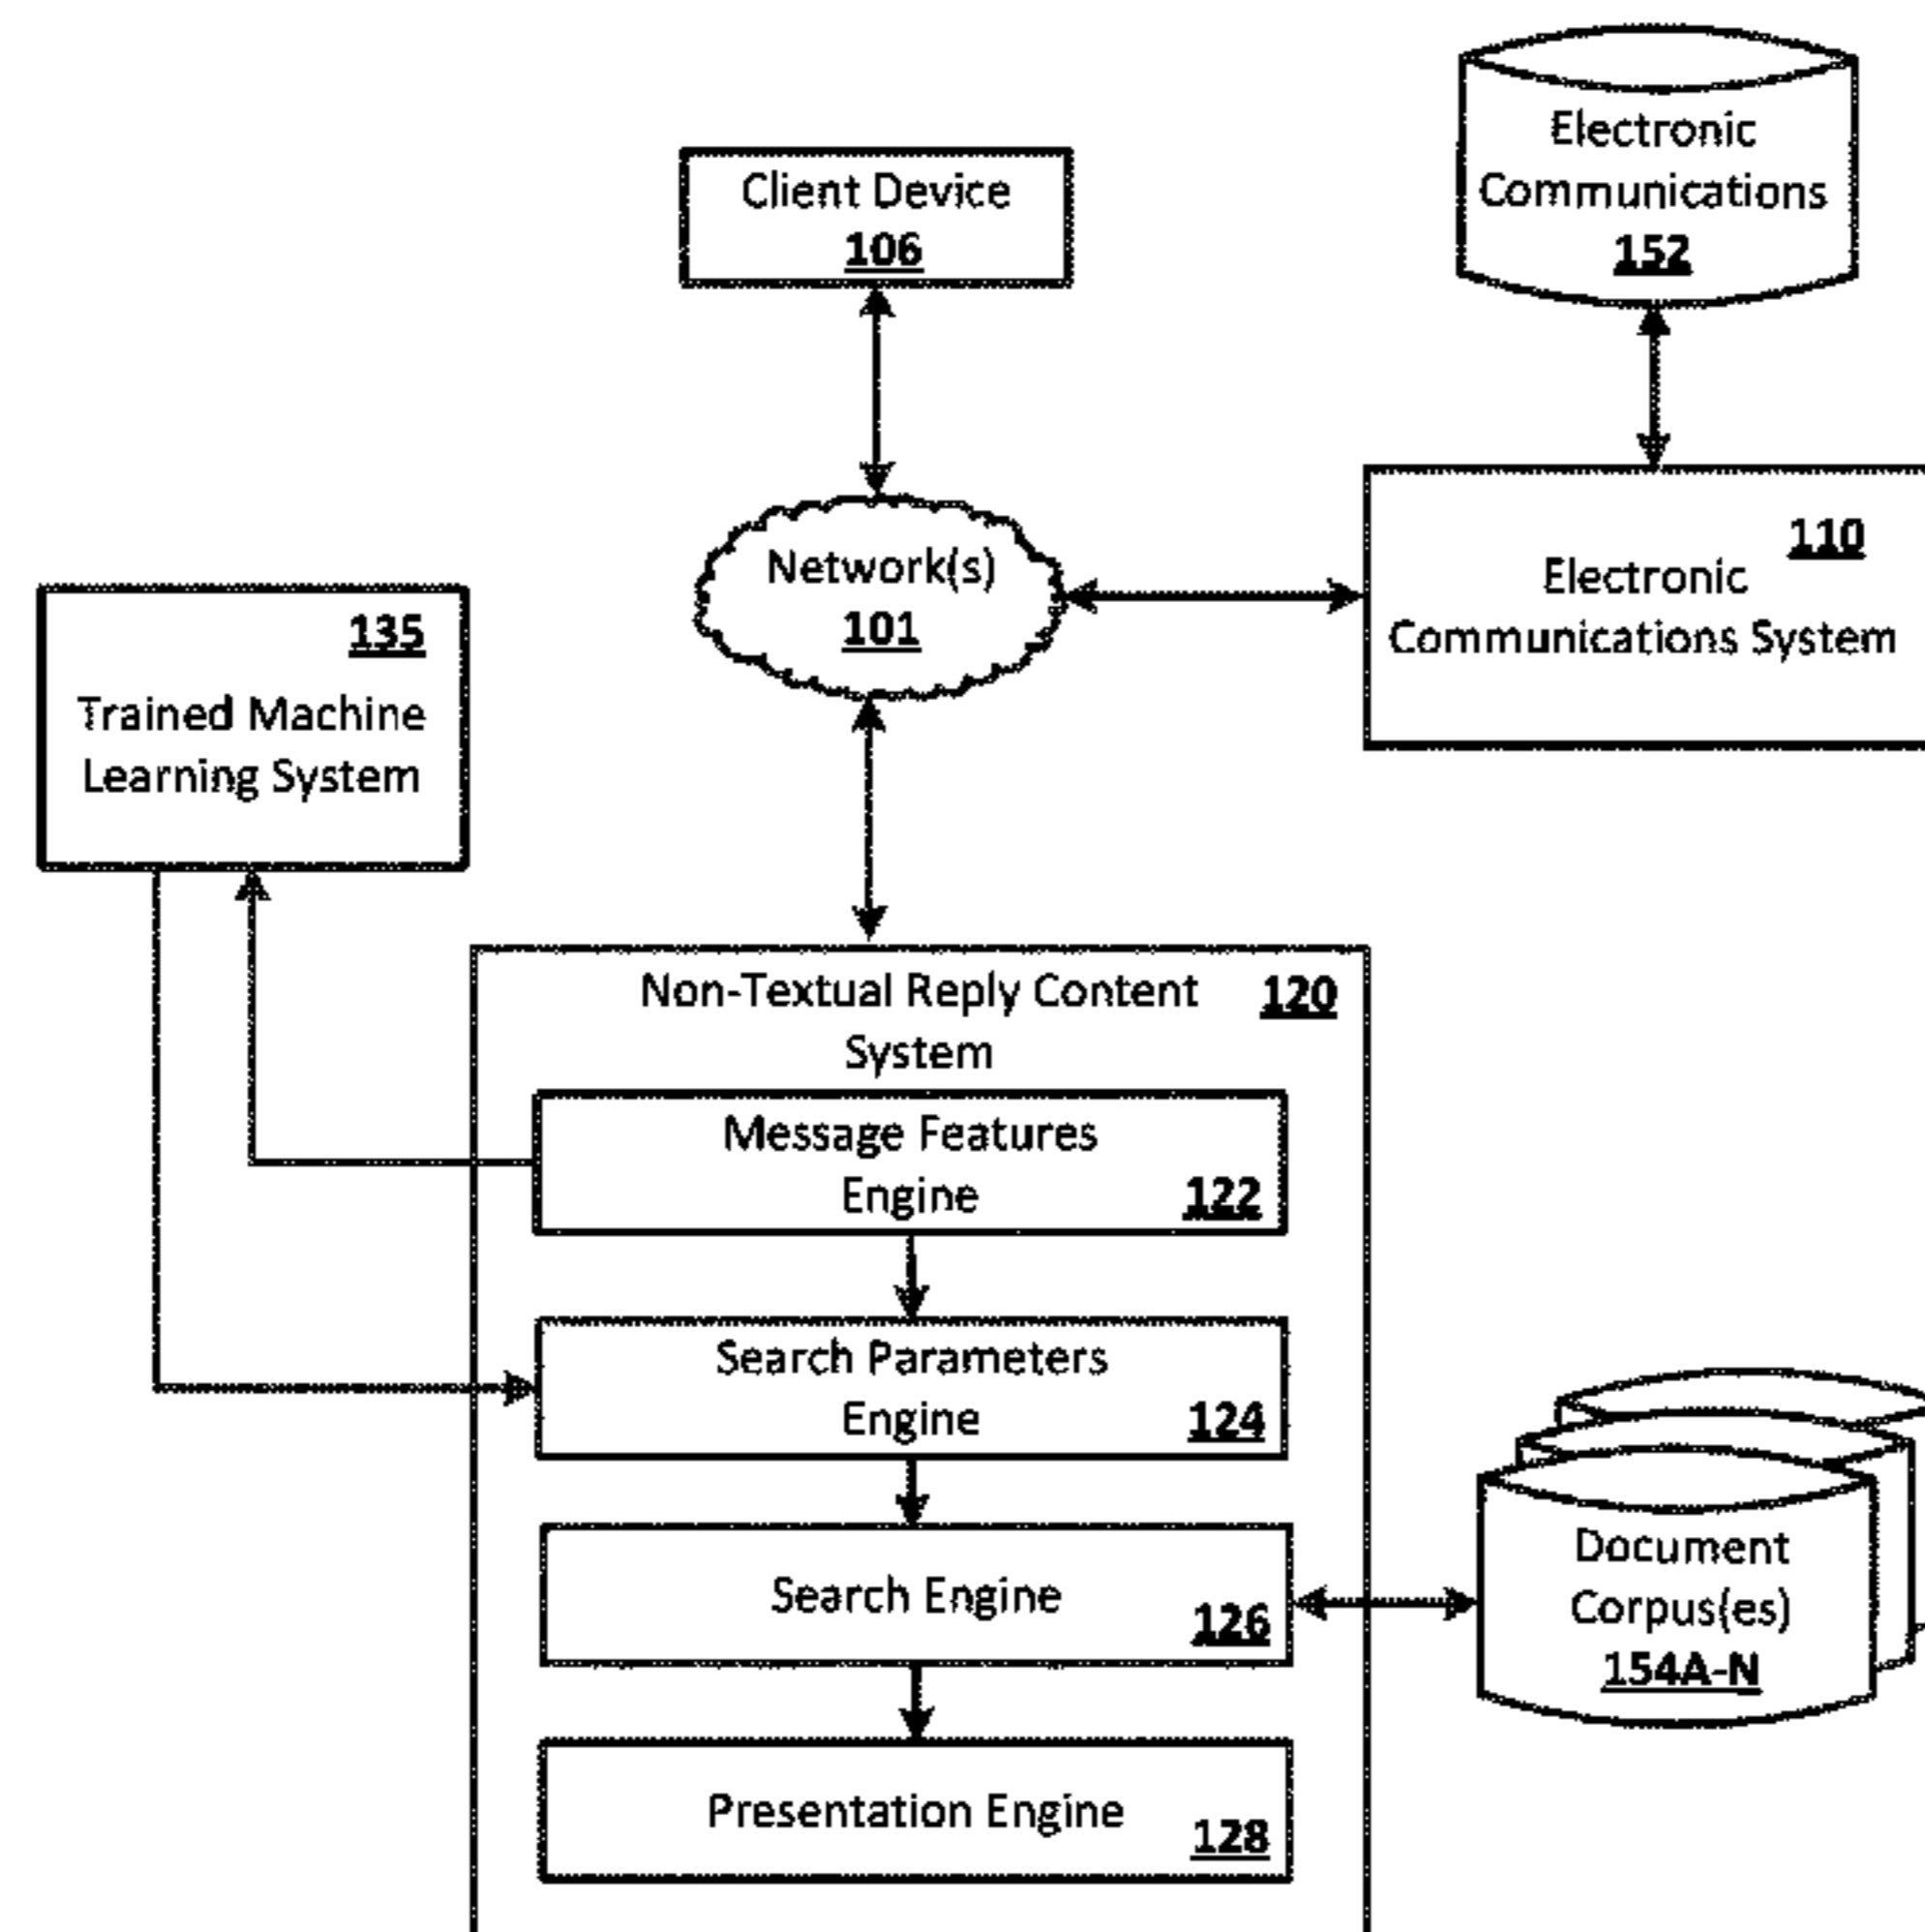 Electronic
Communications
152
Client Device
106
110
Electronic
Communications System
Network(s)
101
135
Trained Machine
Learning System
Non-Textual Reply Content
120
System
Message Features
Engine
122
Search Parameters
Engine
124
Search Engine
126
Document
Corpus(es)
154A-N
Presentation Engine
128